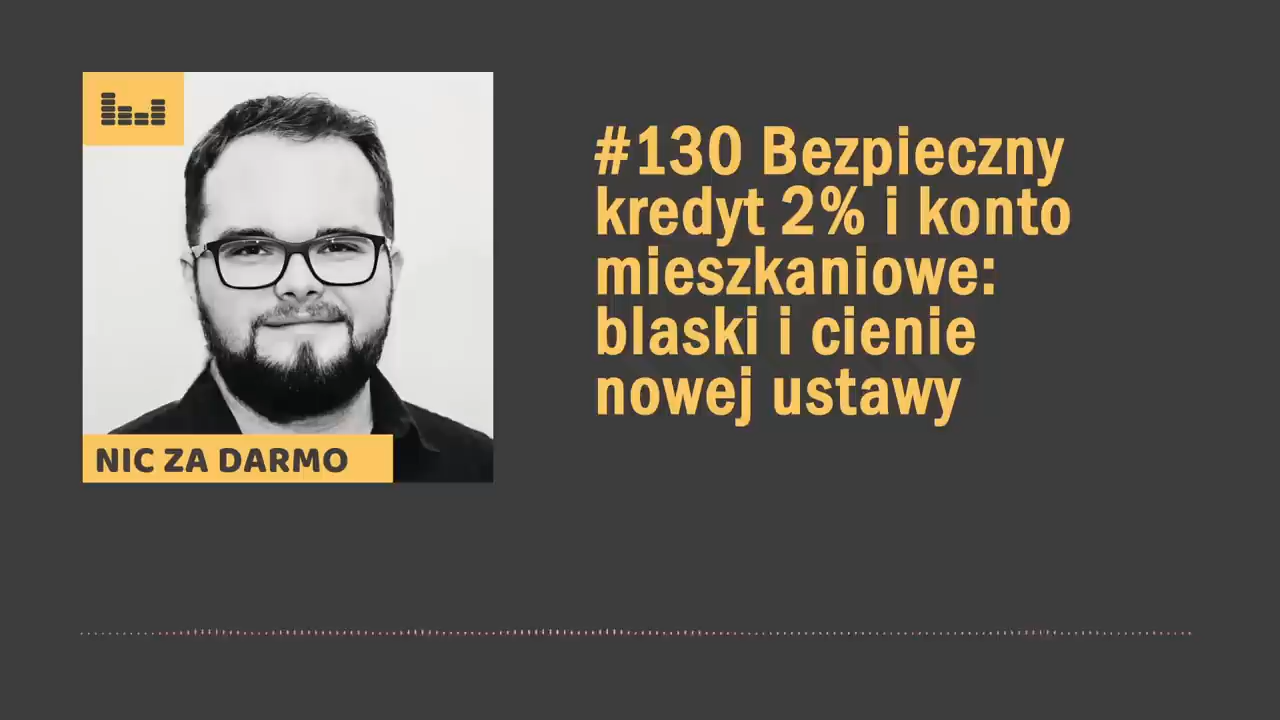 #130 Bezpieczny
kredyt 2% i konto
mieszkaniowe:
blaski i cienie
nowej ustawy
NIC ZA DARMO